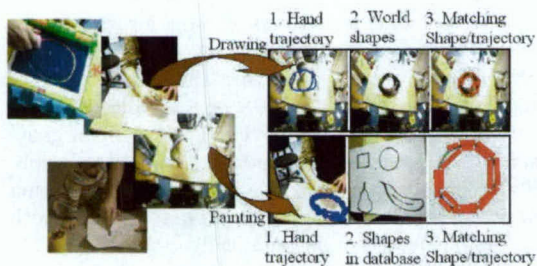 1. Hand 2. World 3. Matching
Drawing trajectory shapes Shape/trajectory
Painting
1. Hand 2. Shapes 3. Matching
trajectory in database Shape/trajectory